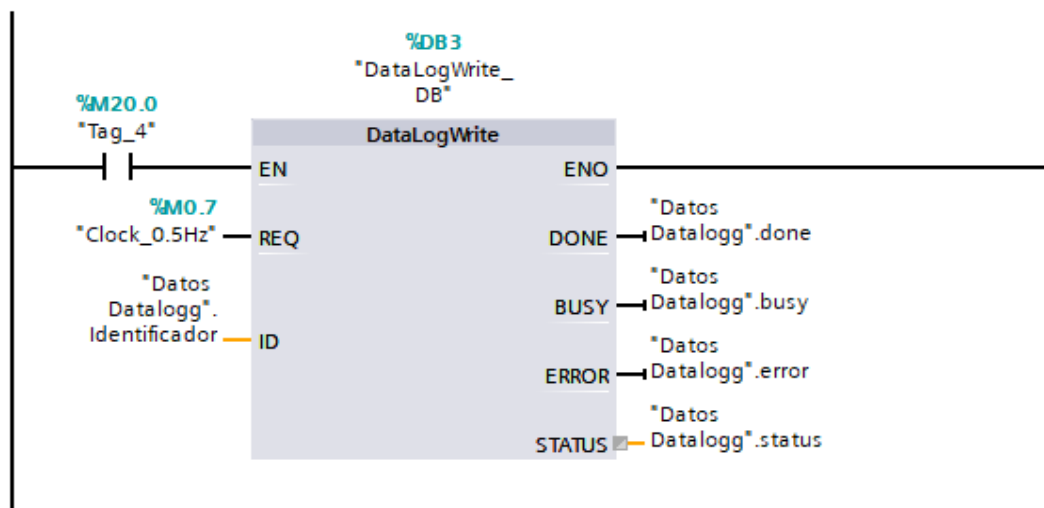 %DB3
"DataLogWrite_
DB"
%M20.0
"Tag_4"
DataLogWrite
EN
ENO
%M0.7
"Clock_0.5Hz"
REQ
"Datos
Datalogg".done
DONE
"Datos
Datalogg".
Identificador
ID
"Datos
Datalogg".busy
BUSY
"Datos
Datalogg".error
ERROR
"Datos
Datalogg".status
STATUS